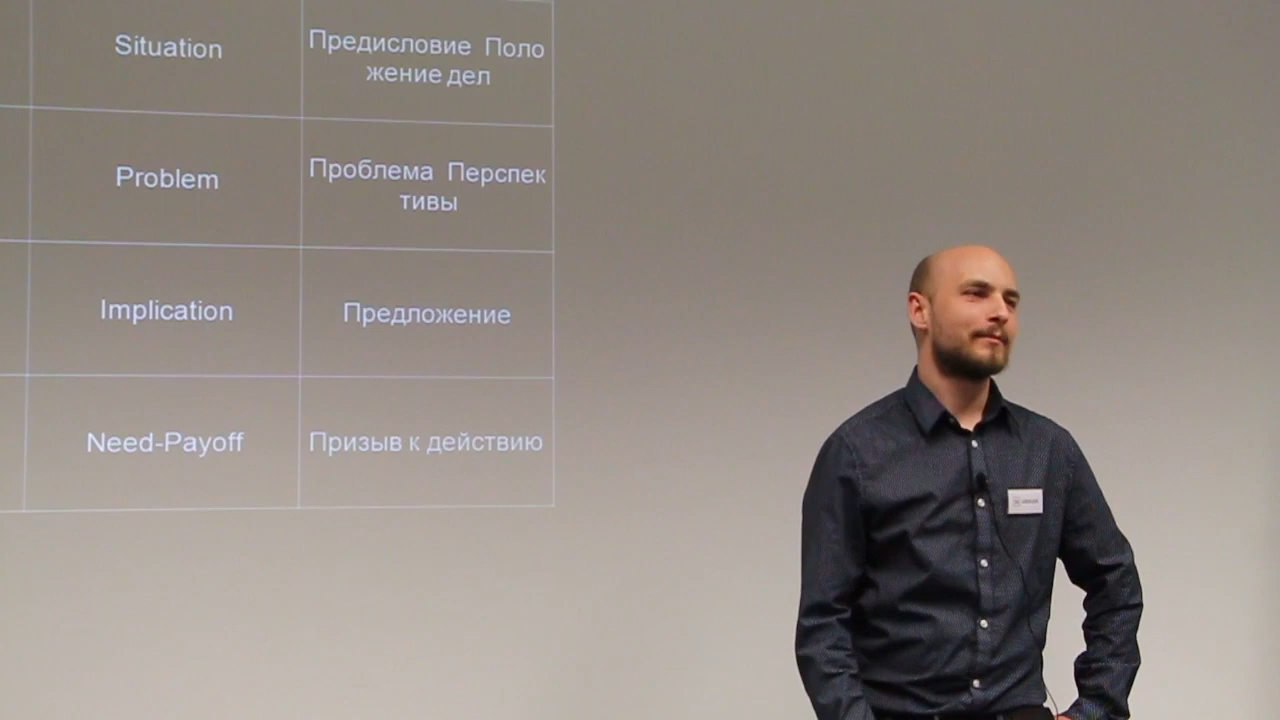 Situation
Предисловие Поло
жение дел
Problem
Проблема Перспек
тивы
Implication
Предложение
Need-Payoff
Призыв к действию